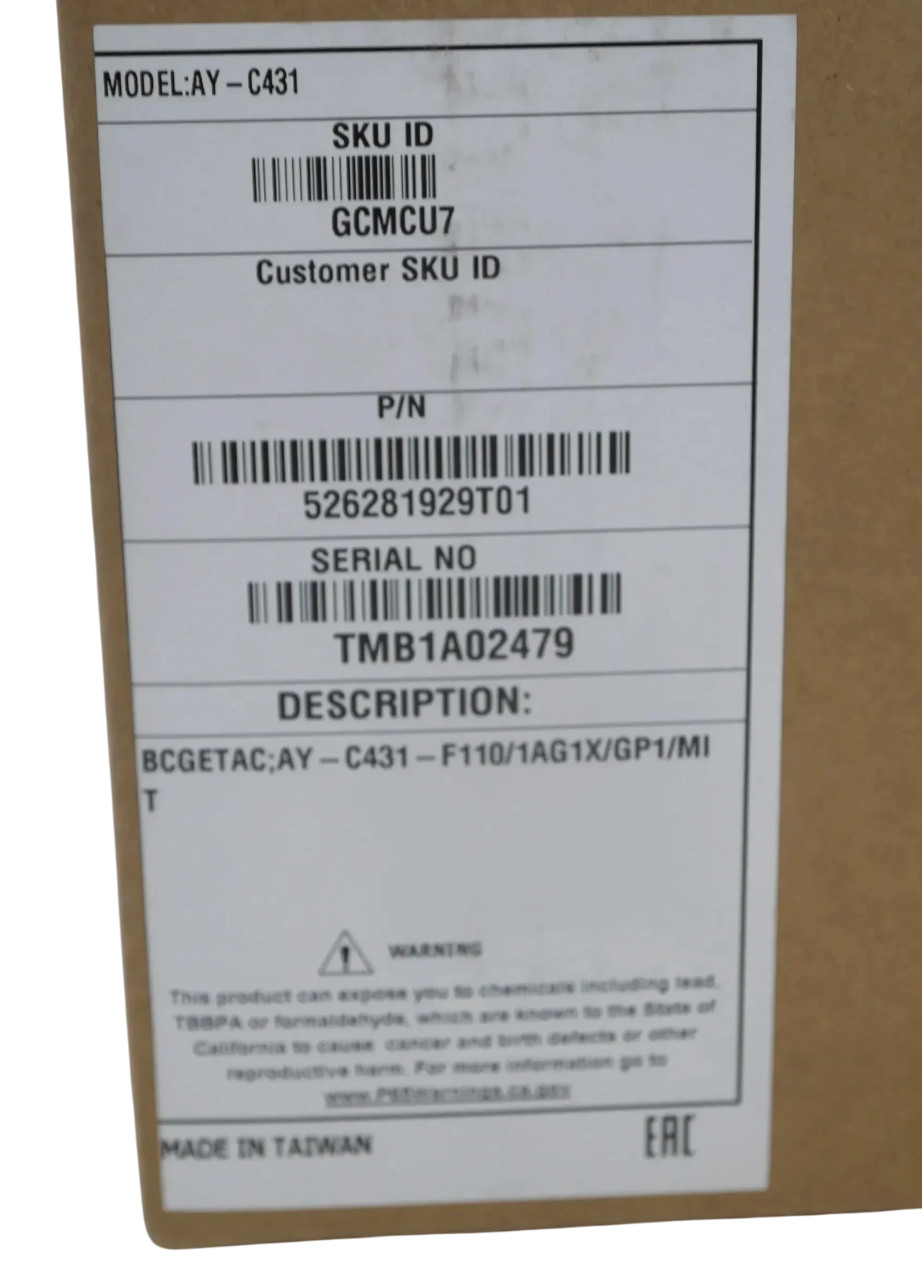 MODEL:AY – C431
SKU ID
GCMCU7
Customer SKU ID
P/N
526281929T01
SERIAL NO
TMB1A02479
DESCRIPTION:
BCGETAC;AY – C431 – F110/1AG1X/GP1/MI
T
WARNING
This product can expose you to chemicals including lead,
TBBPA or formaldehyde, which are known to the State of
California to cause cancer and birth defects or other
reproductive harm. For more information go to
www.P65Warnings.ca.gov
MADE IN TAIWAN
EAC